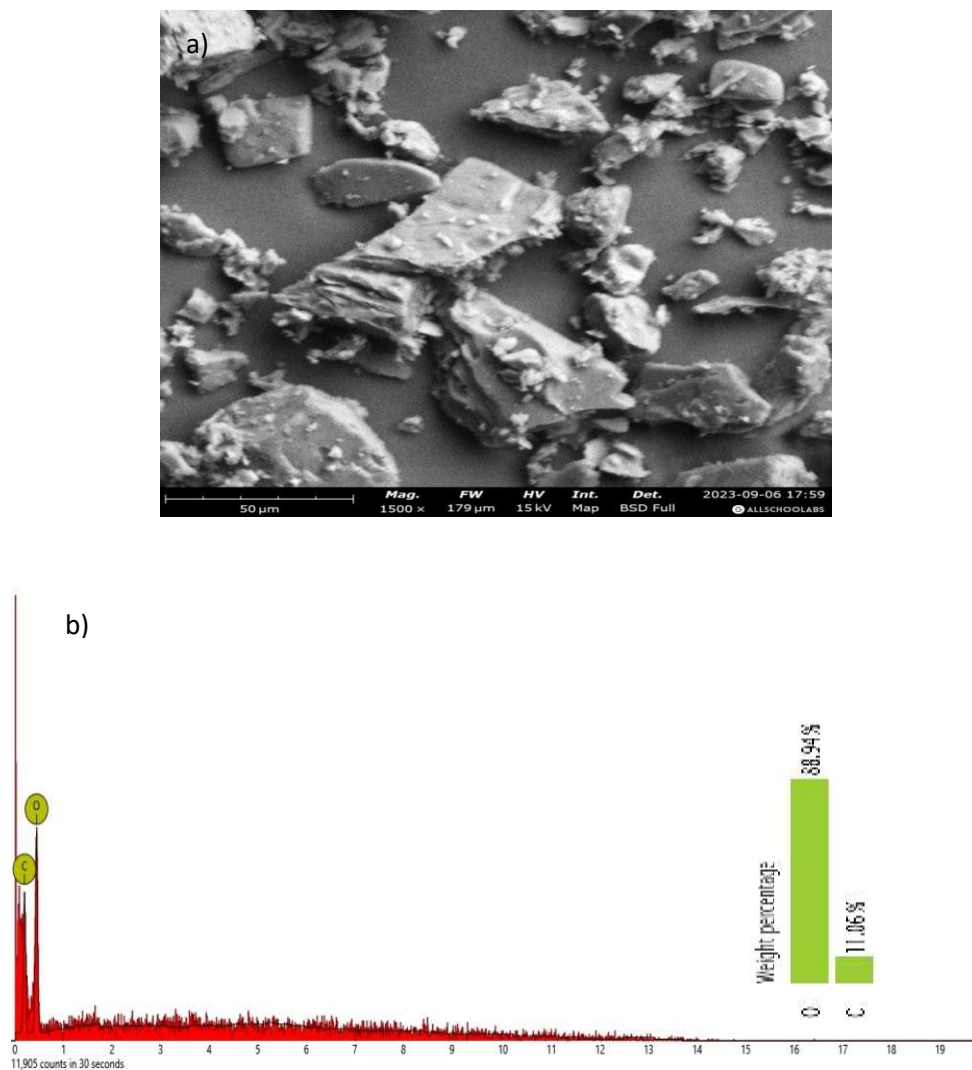 a)
Mag. FW HV Int. Det. 2023-09-06 17:59
50 µm 1500 × 179 µm 15 kV Map BSD Full ALLSCHOOLABS
b)
88.94 %
O
11.06 %
C
Weight percentage
O C
0 1 2 3 4 5 6 7 8 9 10 11 12 13 14 15 16 17 18 19
11,905 counts in 30 seconds